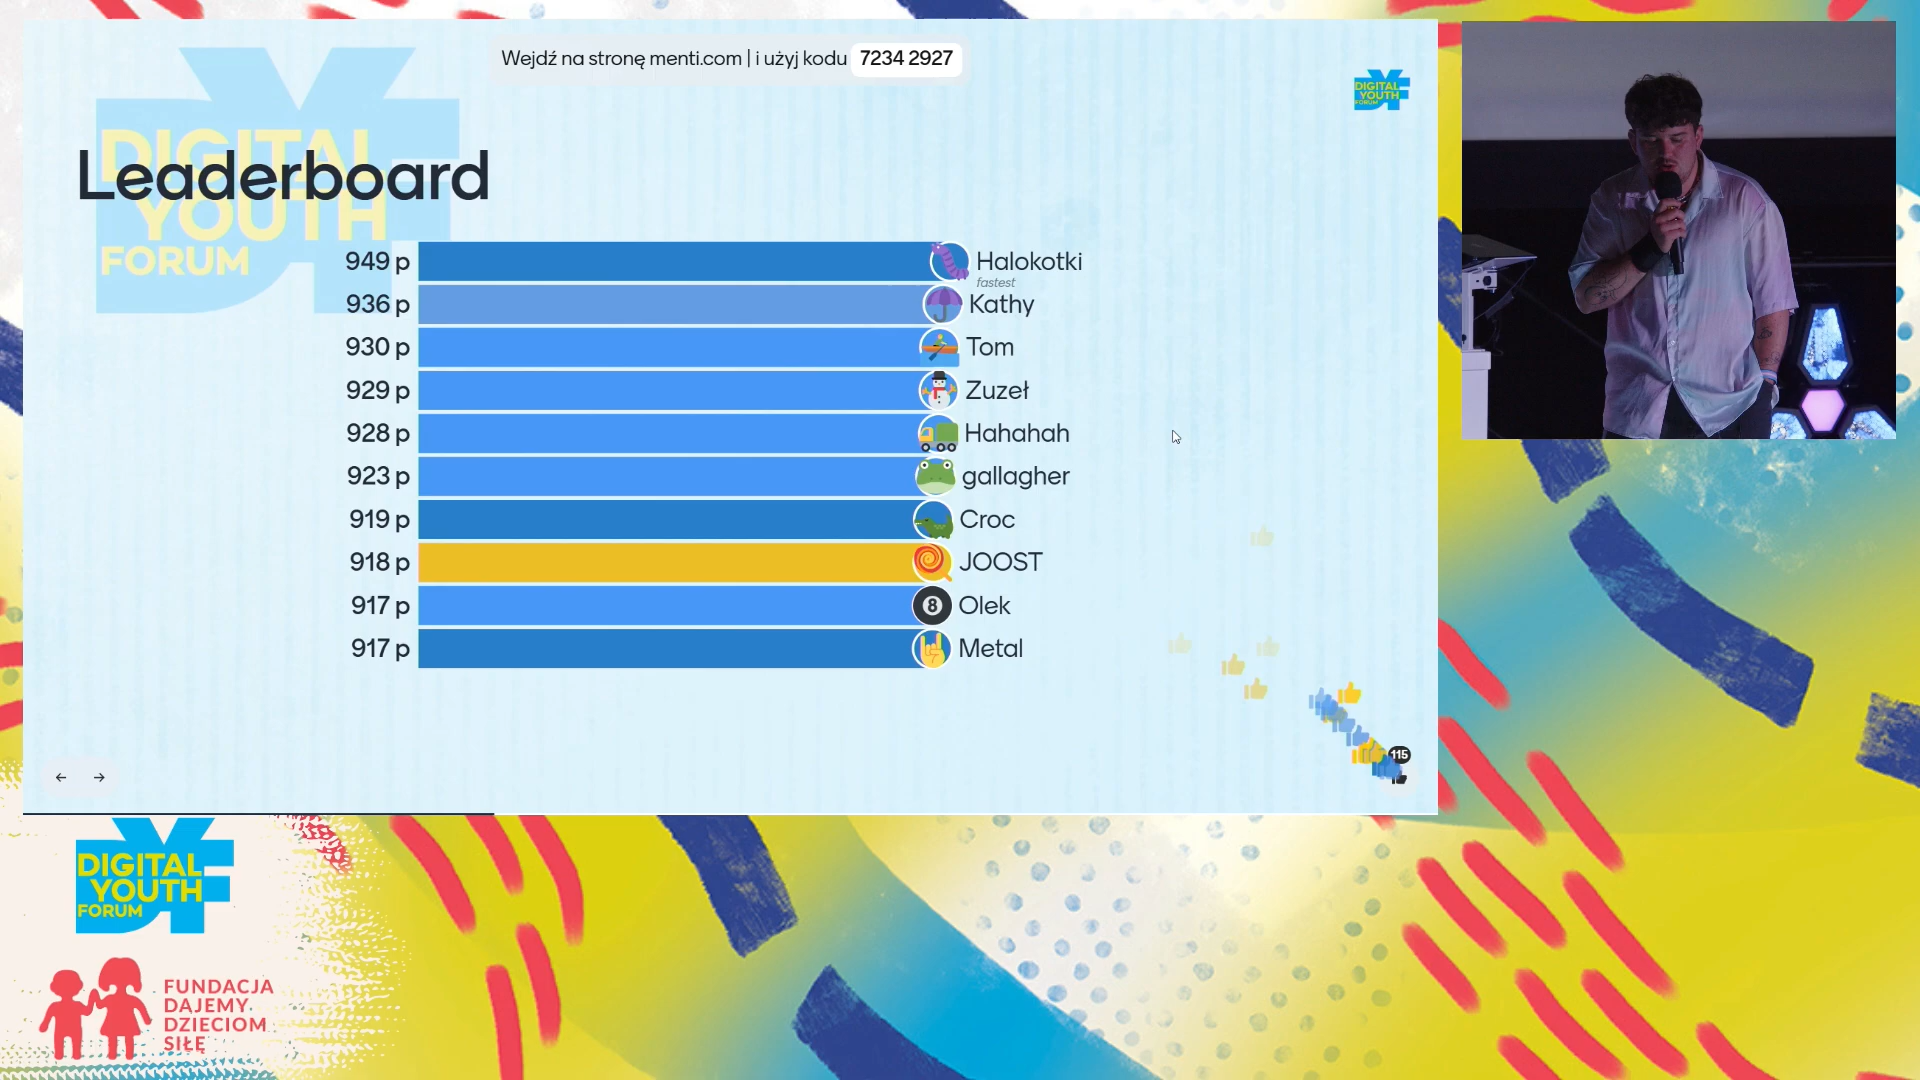 Wejdź na stronę menti.com | i użyj kodu 7234 2927
DIGITAL
YOUTH
FORUM
DIGITAL
YOUTH
FORUM
Leaderboard
949 p Halokotki
fastest
936 p Kathy
930 p Tom
929 p Zuzeł
928 p Hahahah
923 p gallagher
919 p Croc
918 p JOOST
917 p 8 Olek
917 p Metal
115
DIGITAL
YOUTH
FORUM
FUNDACJA
DAJEMY
DZIECIOM
SIŁĘ